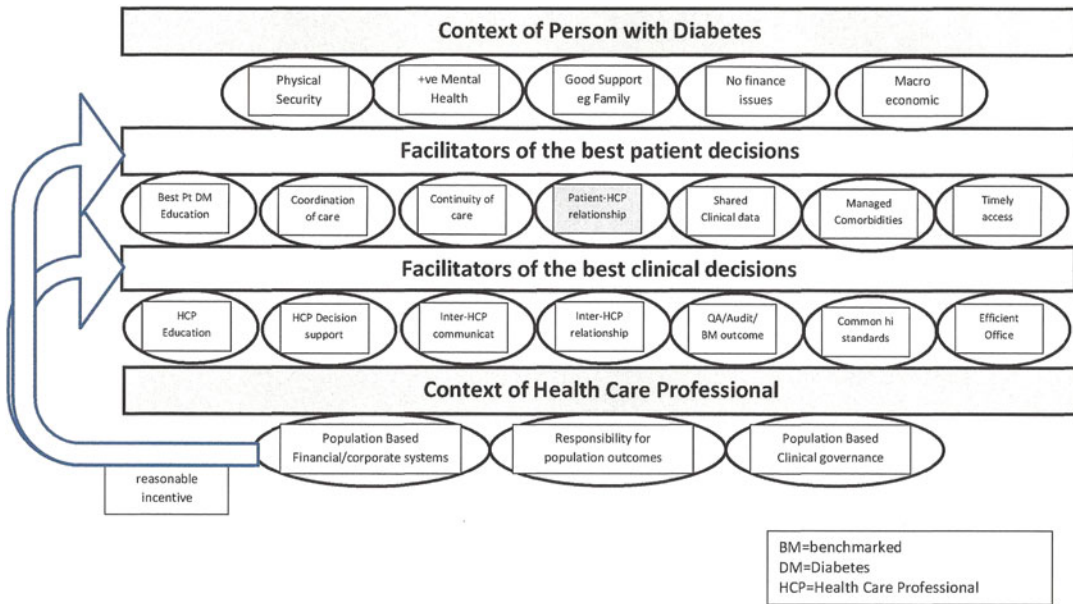 Context of Person with Diabetes
Physical
Security
+ve Mental
Health
Good Support
eg Family
No finance
issues
Macro
economic
Facilitators of the best patient decisions
Best Pt DM
Education
Coordination
of care
Continuity of
care
Patient-HCP
relationship
Shared
Clinical data
Managed
Comorbidities
Timely
access
Facilitators of the best clinical decisions
HCP
Education
HCP Decision
support
Inter-HCP
communicat
Inter-HCP
relationship
QA/Audit/
BM outcome
Common hi
standards
Efficient
Office
Context of Health Care Professional
Population Based
Financial/corporate systems
Responsibility for
population outcomes
Population Based
Clinical governance
reasonable
incentive
BM=benchmarked
DM=Diabetes
HCP=Health Care Professional